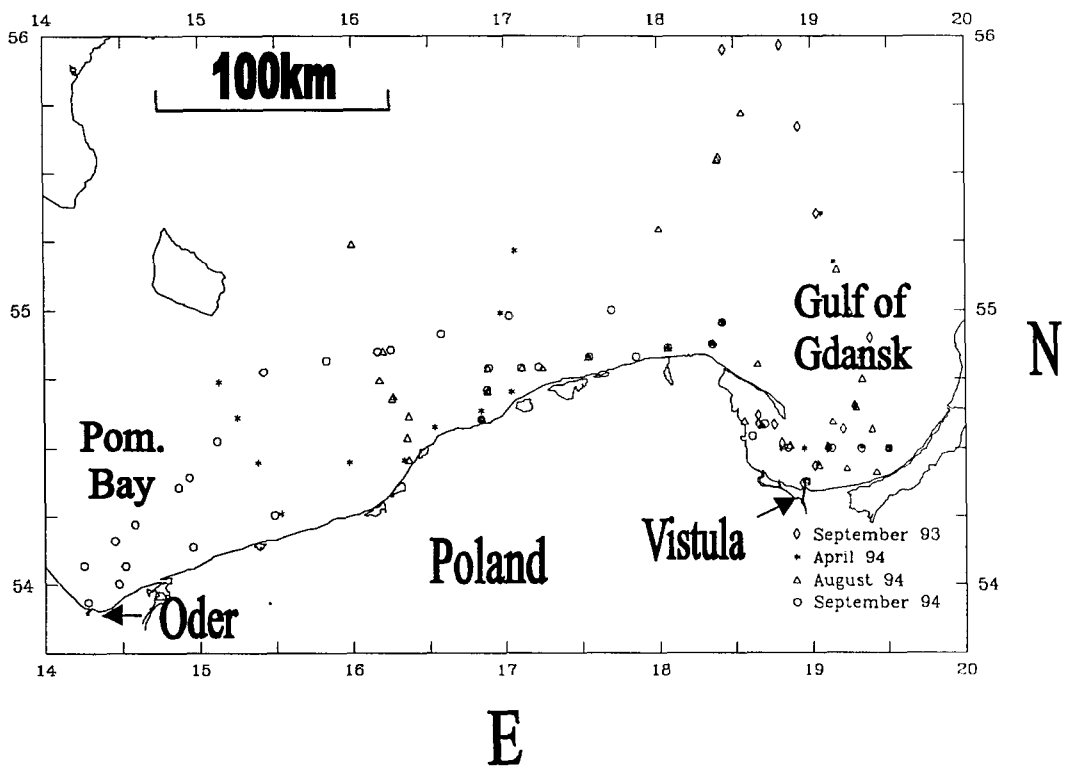 14 15 16 17 18 19 20
56 56
100km
55 55
Gulf of
Gdansk
N
Pom.
Bay
Vistula
Poland
September 93
April 94
August 94
September 94
54 54
Oder
14 15 16 17 18 19 20
E